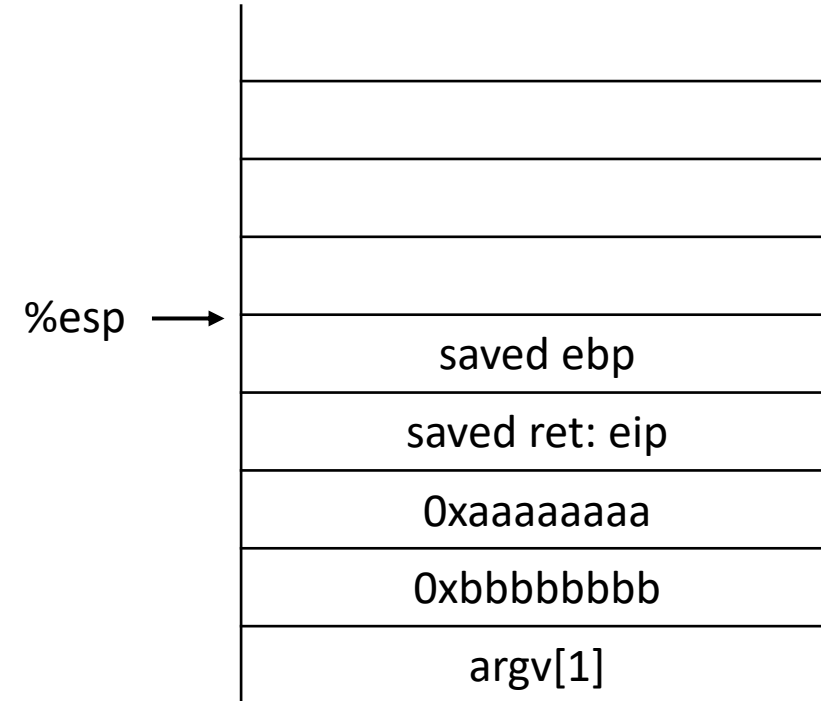 %esp
saved ebp
saved ret: eip
0xaaaaaaaa
0xbbbbbbbb
argv[1]